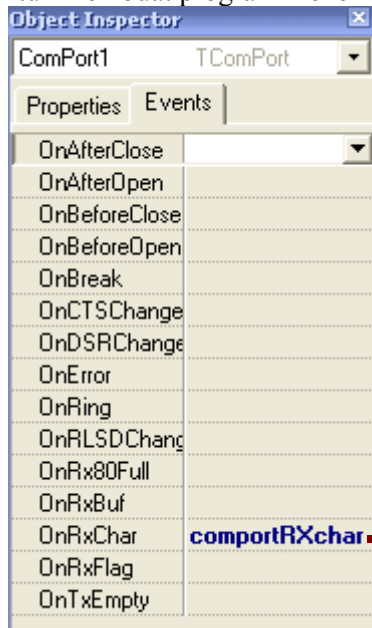 Object Inspector
ComPort1 TComPort
Properties Events
OnAfterClose
OnAfterOpen
OnBeforeClose
OnBeforeOpen
OnBreak
OnCTSChange
OnDSRChange
OnError
OnRing
OnRLSDChang
OnRx80Full
OnRxBuf
OnRxChar comportRXchar
OnRxFlag
OnTxEmpty